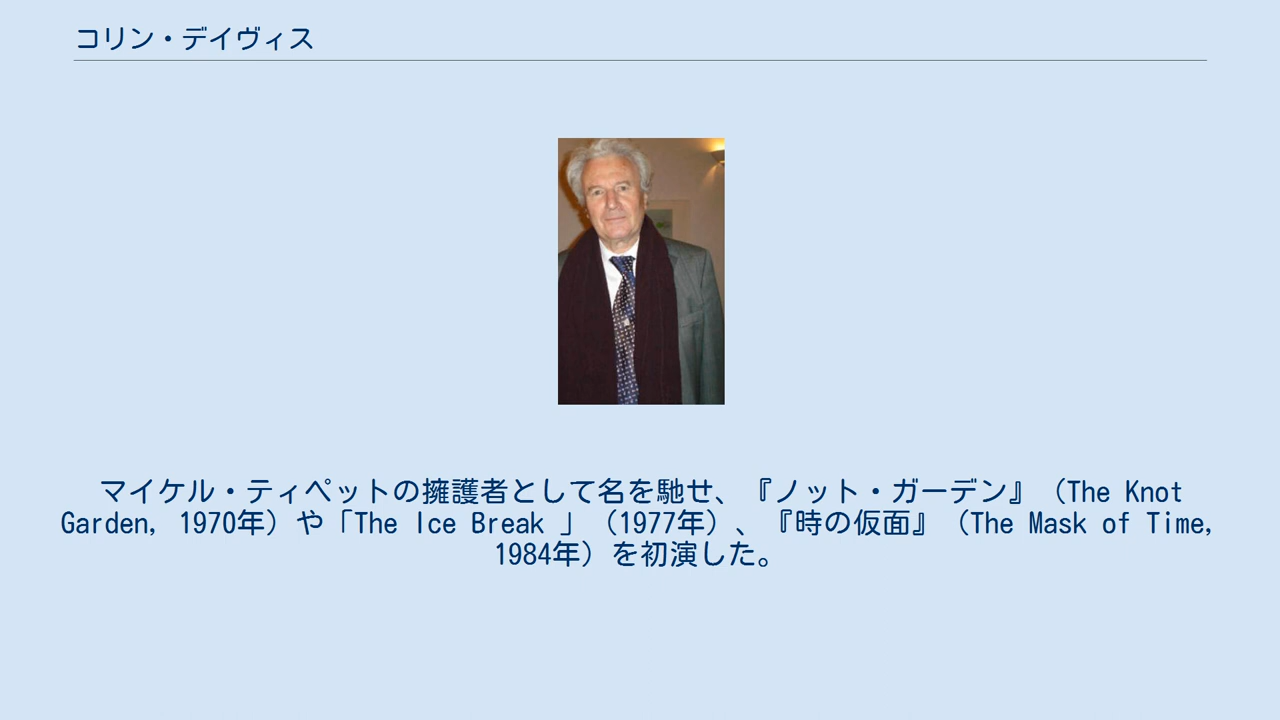 コリン・デイヴィス
マイケル・ティペットの擁護者として名を馳せ、『ノット・ガーデン』（The Knot
Garden, 1970年）や「The Ice Break 」（1977年）、『時の仮面』（The Mask of Time,
1984年）を初演した。